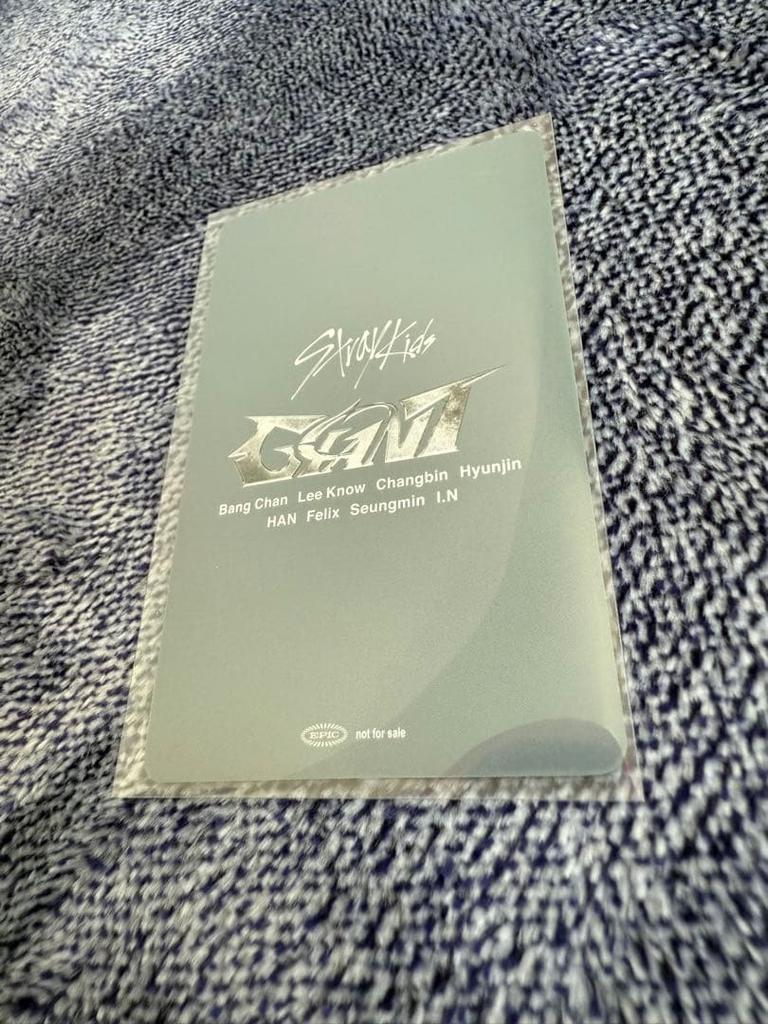 Stray Kids
GIANT
Bang Chan Lee Know Changbin Hyunjin
HAN Felix Seungmin I.N
EPIC not for sale